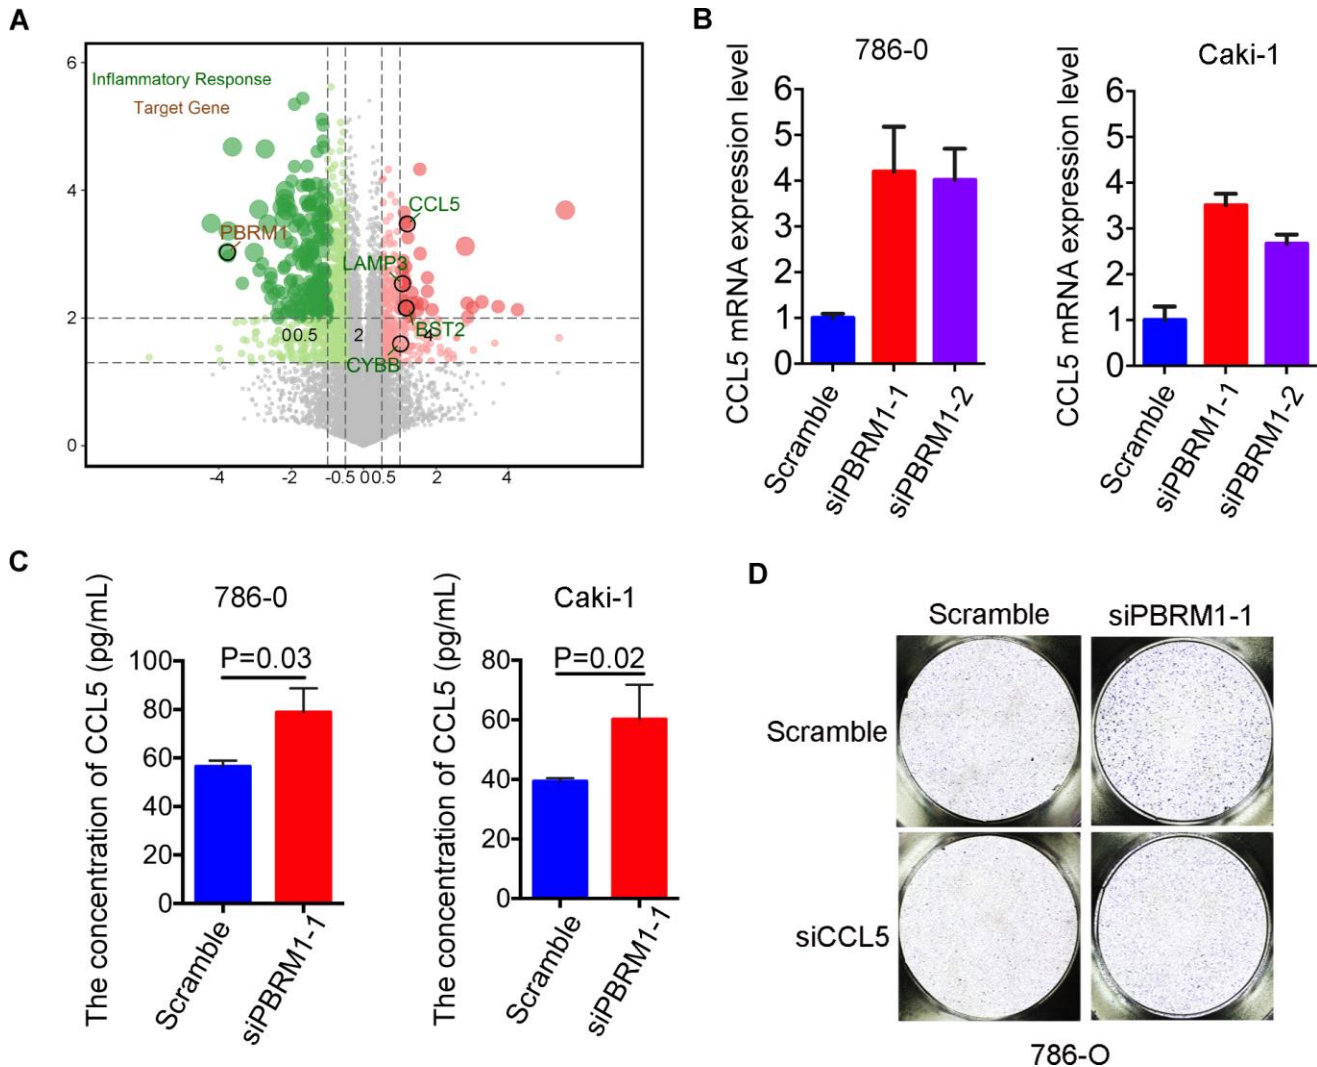 A
6
4
2
0
Inflammatory Response
Target Gene
PBRM1
CCL5
LAMP3
BST2
CYBB
00.5 2 4
-4 -2 -0.5 00.5 2 4
B
786-0
CCL5 mRNA expression level
6
5
4
3
2
1
0
Scramble
siPBRM1-1
siPBRM1-2
Caki-1
CCL5 mRNA expression level
6
5
4
3
2
1
0
Scramble
siPBRM1-1
siPBRM1-2
C
786-0
The concentration of CCL5 (pg/mL)
P=0.03
100
80
60
40
20
0
Scramble
siPBRM1-1
Caki-1
The concentration of CCL5 (pg/mL)
P=0.02
80
60
40
20
0
Scramble
siPBRM1-1
D
Scramble siPBRM1-1
Scramble
siCCL5
786-O